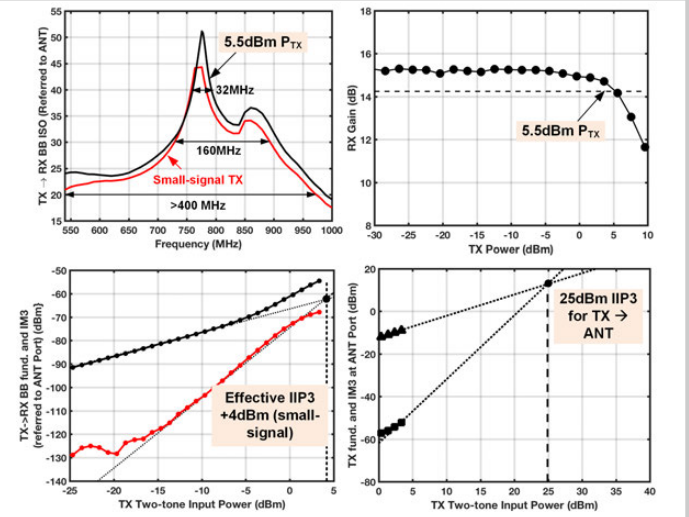 TX → RX BB ISO (Referred to ANT)
55
50
45
40
35
30
25
20
15
5.5dBm PTX
32MHz
160MHz
Small-signal TX
>400 MHz
550 600 650 700 750 800 850 900 950 1000
Frequency (MHz)
RX Gain (dB)
18
16
14
12
10
8
5.5dBm PTX
-30 -25 -20 -15 -10 -5 0 5 10
TX Power (dBm)
TX->RX BB fund. and IM3
(referred to ANT Port) (dBm)
-50
-60
-70
-80
-90
-100
-110
-120
-130
-140
Effective IIP3
+4dBm (small-
signal)
-25 -20 -15 -10 -5 0 5
TX Two-tone Input Power (dBm)
TX fund. and IM3 at ANT Port (dBm)
20
0
-20
-40
-60
-80
25dBm IIP3
for TX →
ANT
0 5 10 15 20 25 30 35 40
TX Two-tone Input Power (dBm)